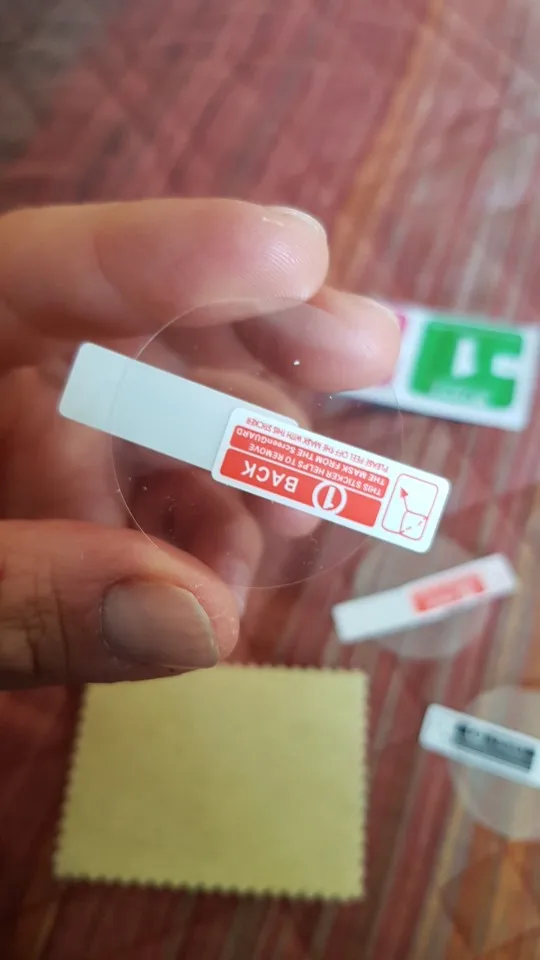 1 BACK
THIS STICKER HELPS TO REMOVE
THE MASK FROM THE ScreenGUARD
PLEASE PEEL OFF THE MASK WITH THIS STICKER
1